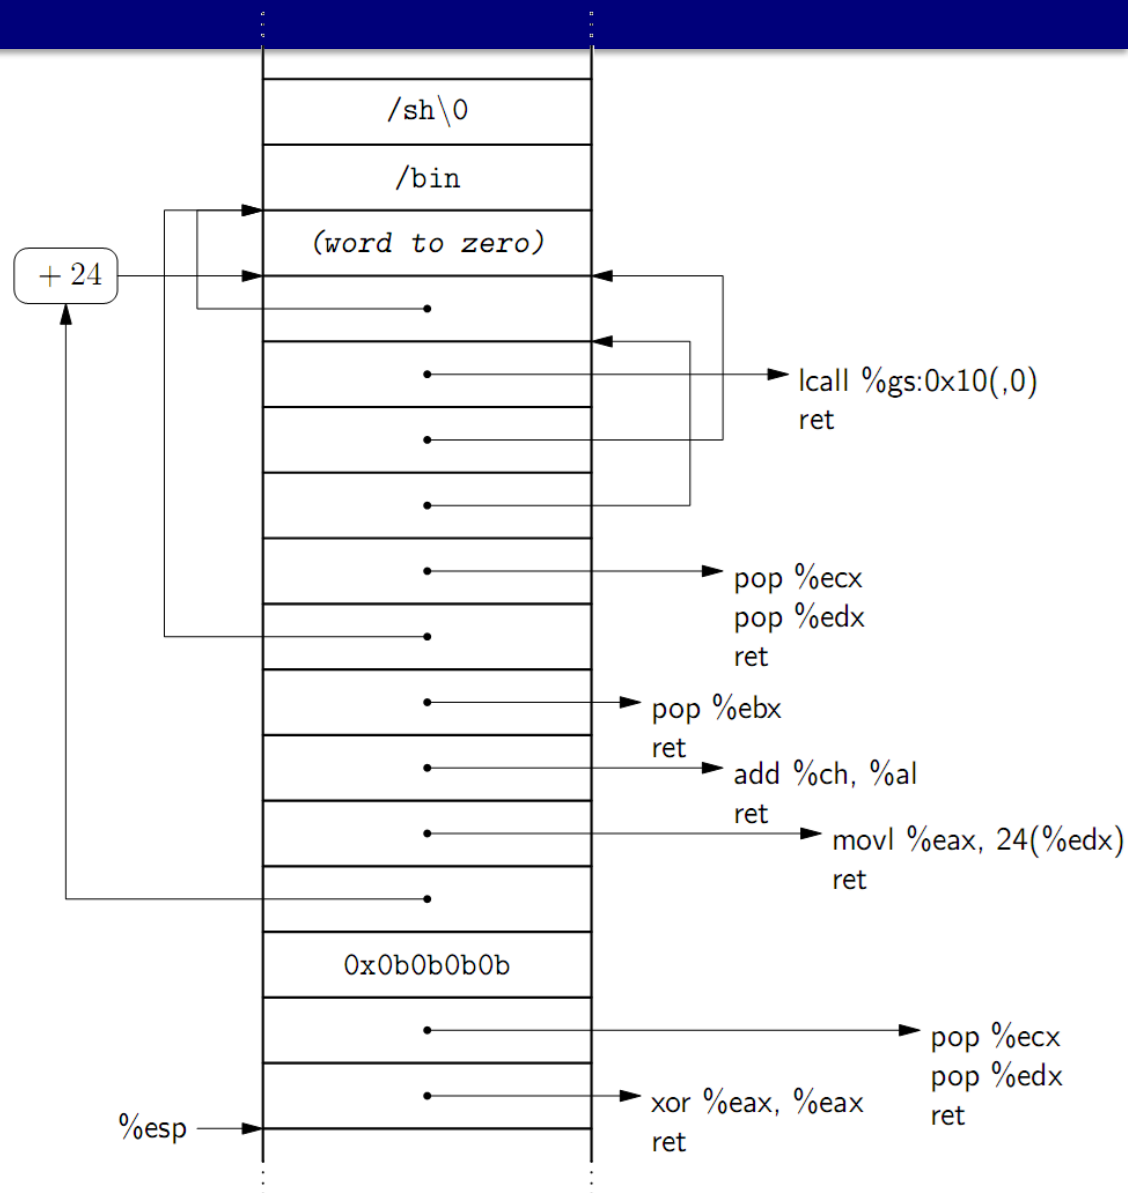 /sh\0
/bin
(word to zero)
+ 24
lcall %gs:0x10(,0)
ret
pop %ecx
pop %edx
ret
pop %ebx
ret
add %ch, %al
ret
movl %eax, 24(%edx)
ret
0x0b0b0b0b
pop %ecx
pop %edx
ret
xor %eax, %eax
ret
%esp